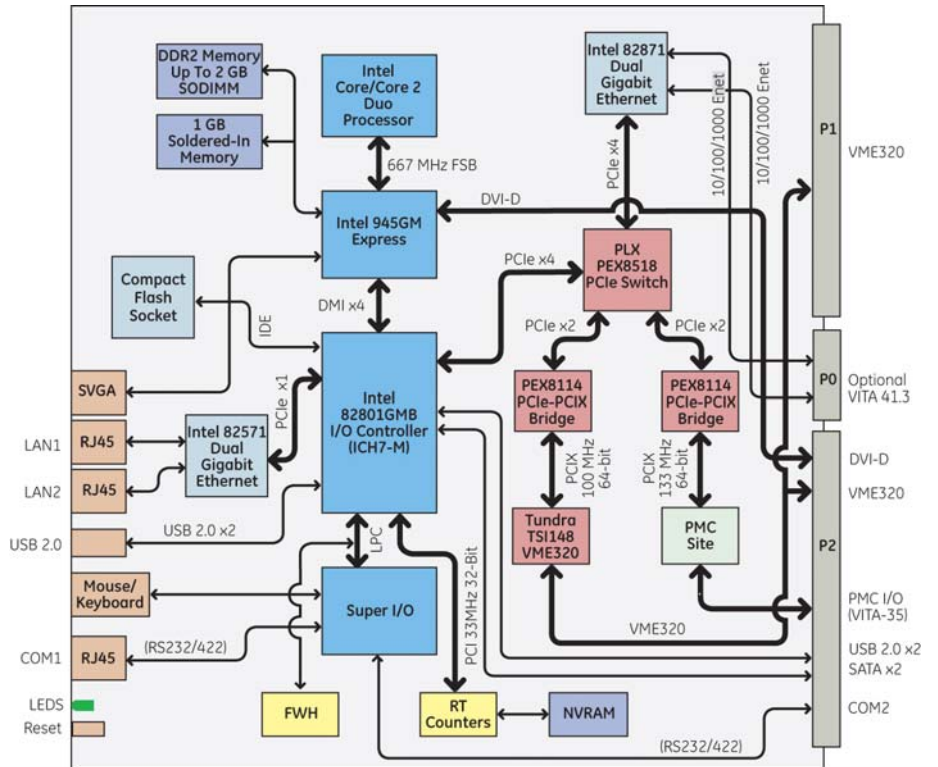 DDR2 Memory
Up To 2 GB
SODIMM
1 GB
Soldered-In
Memory
Intel
Core/Core 2
Duo
Processor
667 MHz FSB
Intel 82871
Dual
Gigabit
Ethernet
10/100/1000 Enet
10/100/1000 Enet
P1
VME320
PCIe x4
DVI-D
Intel 945GM
Express
PLX
PEX8518
PCIe Switch
PCIe x4
Compact
Flash
Socket
IDE
DMI x4
PCIe x2
PCIe x2
SVGA
PCIe x1
Intel
82801GMB
I/O Controller
(ICH7-M)
PEX8114
PCIe-PCIX
Bridge
PEX8114
PCIe-PCIX
Bridge
P0
Optional
VITA 41.3
LAN1
RJ45
Intel 82571
Dual
Gigabit
Ethernet
LAN2
RJ45
PCIX
100 MHz
64-bit
PCIX
133 MHz
64-bit
DVI-D
VME320
USB 2.0
USB 2.0 x2
LPC
Tundra
TSI148
VME320
PMC
Site
P2
Mouse/
Keyboard
Super I/O
PCI 33MHz 32-Bit
PMC I/O
(VITA-35)
VME320
COM1
RJ45
(RS232/422)
USB 2.0 x2
SATA x2
LEDS
Reset
FWH
RT
Counters
NVRAM
COM2
(RS232/422)